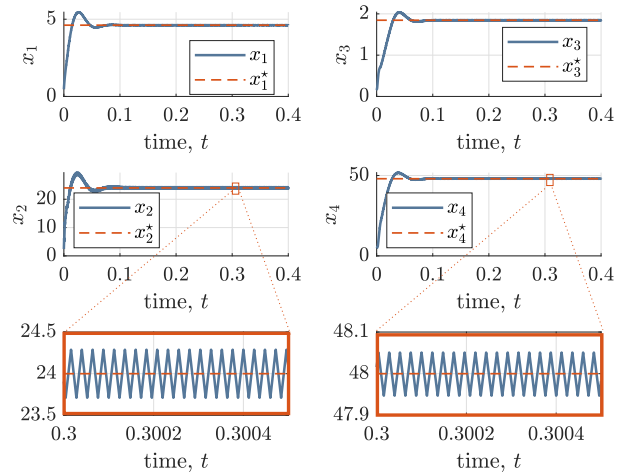 5
0
x₁
x₁
x₁⋆
0 0.1 0.2 0.3 0.4
time, t
2
1
0
x₃
x₃
x₃⋆
0 0.1 0.2 0.3 0.4
time, t
20
0
x₂
x₂
x₂⋆
0 0.1 0.2 0.3 0.4
time, t
50
0
x₄
x₄
x₄⋆
0 0.1 0.2 0.3 0.4
time, t
24.5
24
23.5
0.3 0.3002 0.3004
time, t
48.1
48
47.9
0.3 0.3002 0.3004
time, t